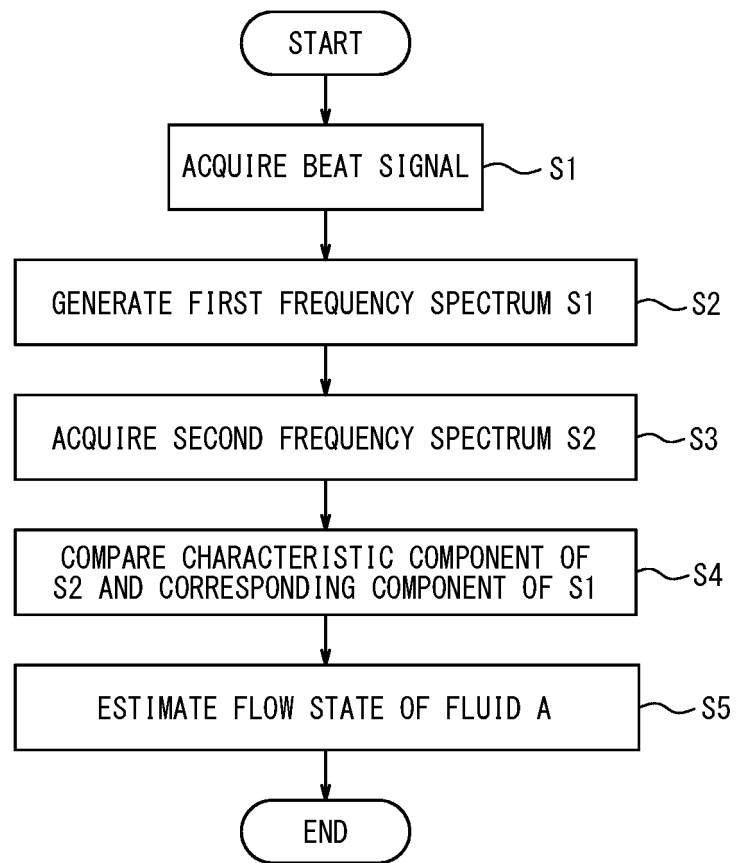 START
ACQUIRE BEAT SIGNAL
S1
GENERATE FIRST FREQUENCY SPECTRUM S1
S2
ACQUIRE SECOND FREQUENCY SPECTRUM S2
S3
COMPARE CHARACTERISTIC COMPONENT OF
S2 AND CORRESPONDING COMPONENT OF S1
S4
ESTIMATE FLOW STATE OF FLUID A
S5
END